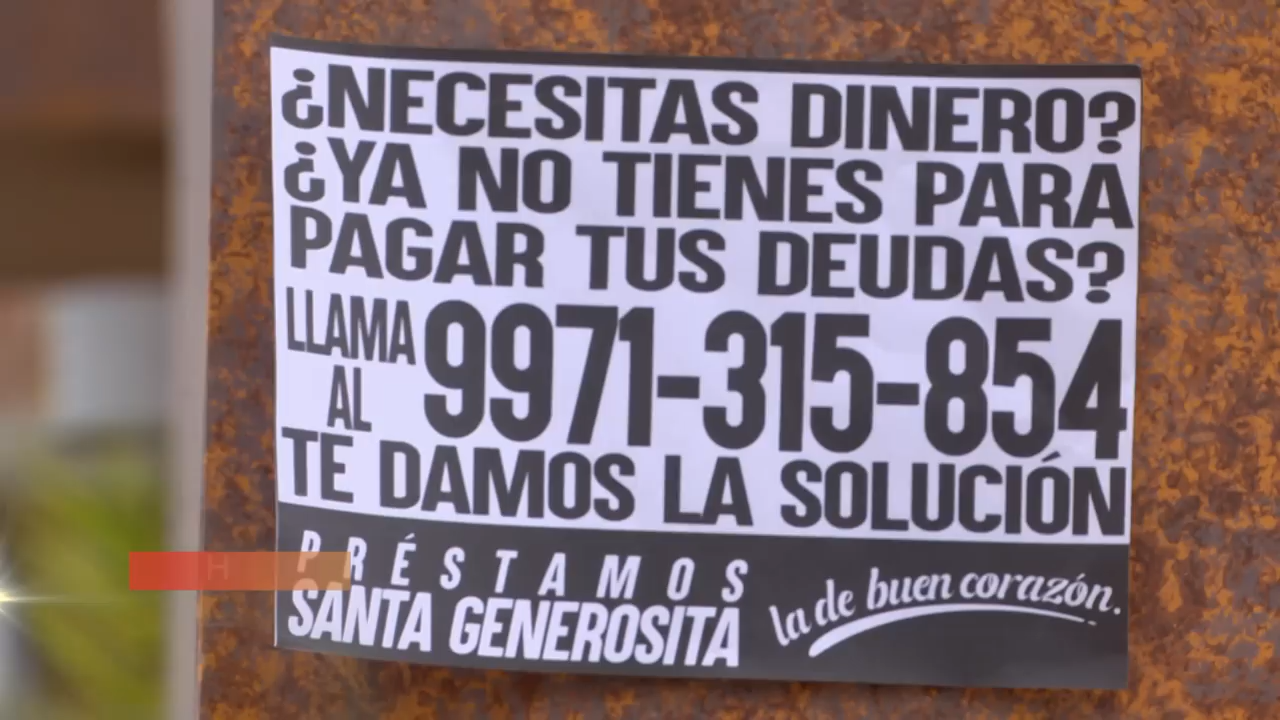 ¿NECESITAS DINERO?
¿YA NO TIENES PARA
PAGAR TUS DEUDAS?
LLAMA
AL
9971-315-854
TE DAMOS LA SOLUCIÓN
PRÉSTAMOS
SANTA GENEROSITA
la de buen corazón.
H